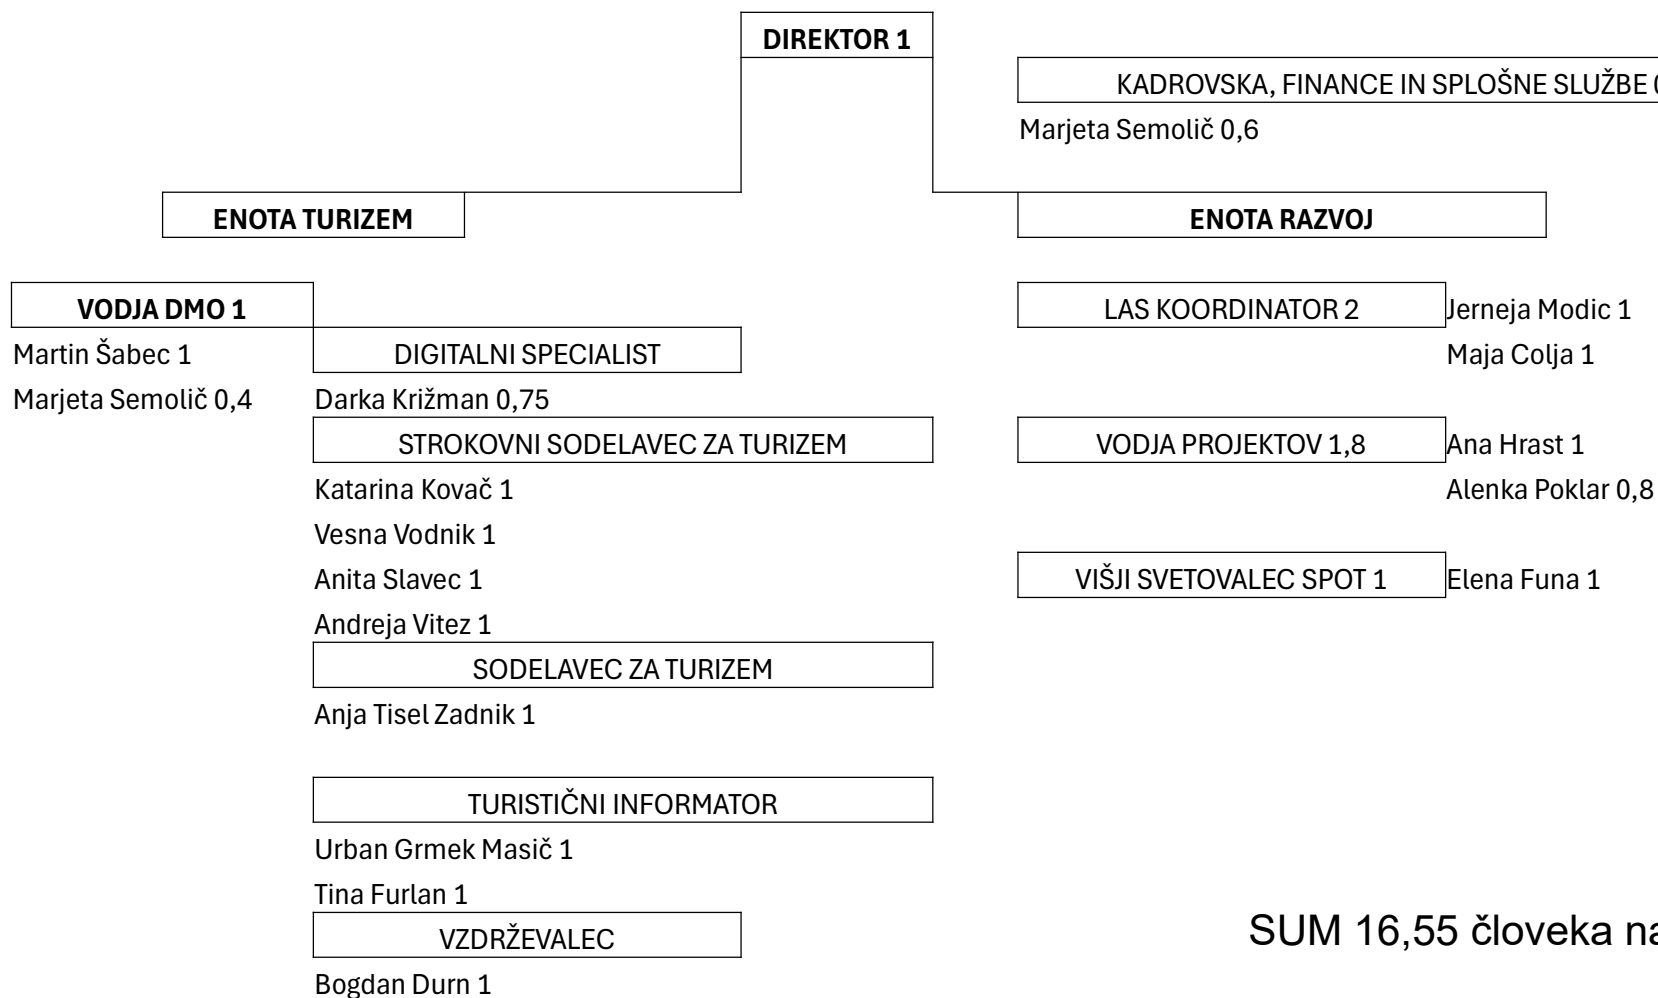 DIREKTOR 1
KADROVSKA, FINANCE IN SPLOŠNE SLUŽBE
Marjeta Semolič 0,6
ENOTA TURIZEM
ENOTA RAZVOJ
VODJA DMO 1
Martin Šabec 1
Marjeta Semolič 0,4
DIGITALNI SPECIALIST
Darka Križman 0,75
STROKOVNI SODELAVEC ZA TURIZEM
Katarina Kovač 1
Vesna Vodnik 1
Anita Slavec 1
Andreja Vitez 1
SODELAVEC ZA TURIZEM
Anja Tisel Zadnik 1
TURISTIČNI INFORMATOR
Urban Grmek Masič 1
Tina Furlan 1
VZDRŽEVALEC
Bogdan Durn 1
LAS KOORDINATOR 2
Jerneja Modic 1
Maja Colja 1
VODJA PROJEKTOV 1,8
Ana Hrast 1
Alenka Poklar 0,8
VIŠJI SVETOVALEC SPOT 1
Elena Funa 1
SUM 16,55 človeka